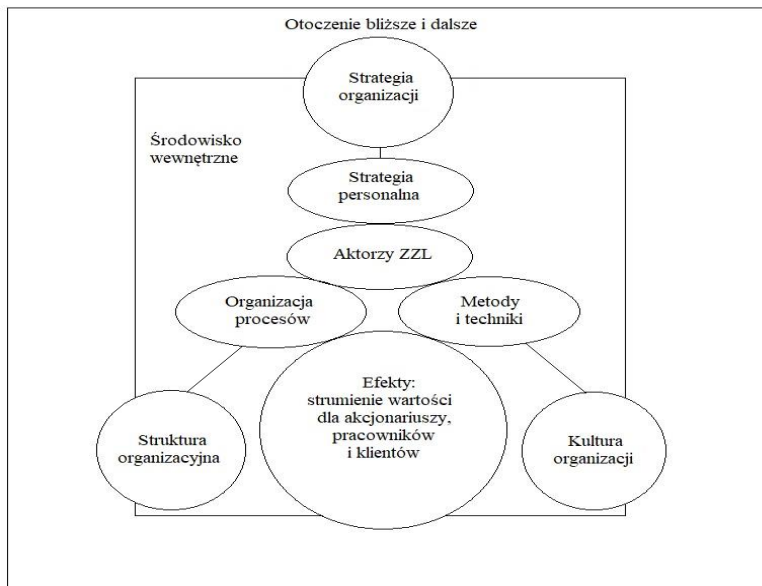 Otoczenie bliższe i dalsze
Strategia
organizacji
Środowisko
wewnętrzne
Strategia
personalna
Aktorzy ZZL
Organizacja
procesów
Metody
i techniki
Efekty:
strumienie wartości
dla akcjonariuszy,
pracowników
i klientów
Struktura
organizacyjna
Kultura
organizacji